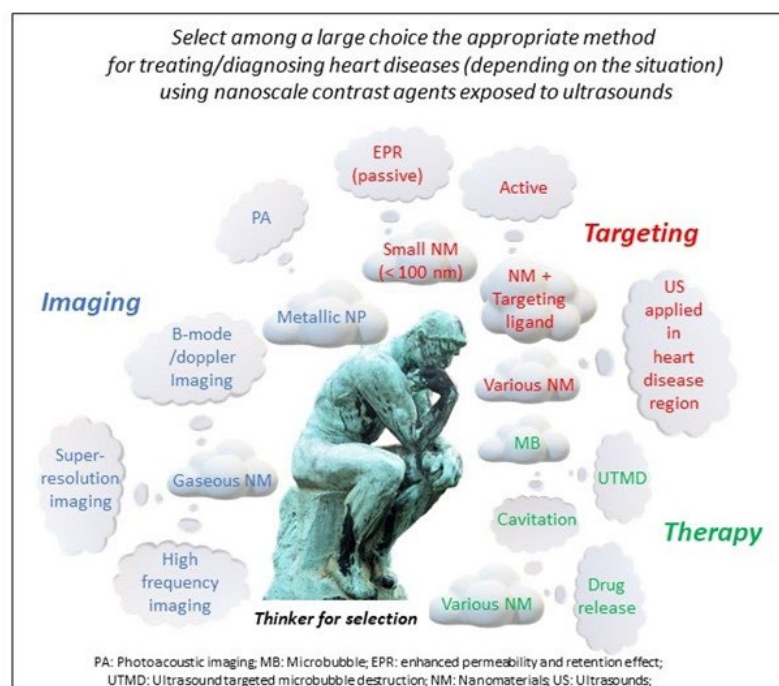 Select among a large choice the appropriate method
for treating/diagnosing heart diseases (depending on the situation)
using nanoscale contrast agents exposed to ultrasounds
EPR
(passive)
Active
PA
Targeting
Small NM
(< 100 nm)
NM +
Targeting
ligand
US
applied
in
heart
disease
region
Imaging
Metallic NP
B-mode
/doppler
Imaging
Various NM
MB
Super-
resolution
imaging
Gaseous NM
UTMD
Cavitation
Therapy
High
frequency
imaging
Various NM
Drug
release
Thinker for selection
PA: Photoacoustic imaging; MB: Microbubble; EPR: enhanced permeability and retention effect;
UTMD: Ultrasound targeted microbubble destruction; NM: Nanomaterials; US: Ultrasounds;